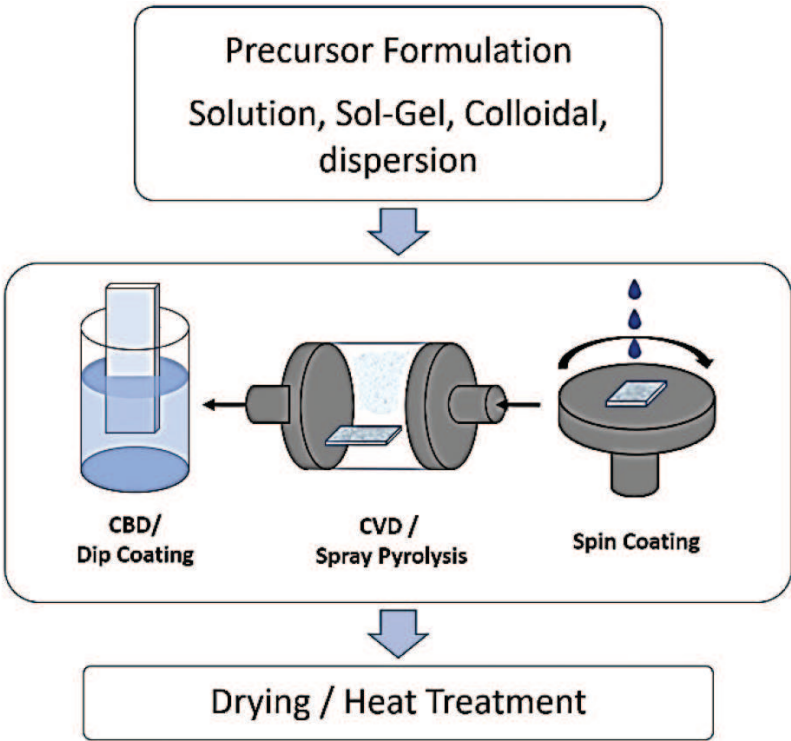 Precursor Formulation
Solution, Sol-Gel, Colloidal,
dispersion
CBD/
Dip Coating
CVD /
Spray Pyrolysis
Spin Coating
Drying / Heat Treatment